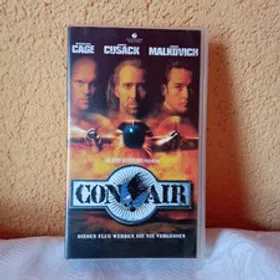 CAGE CUSACK MALKOVICH
CON AIR
DIESEN FLUG WERDEN SIE NIE VERGESSEN